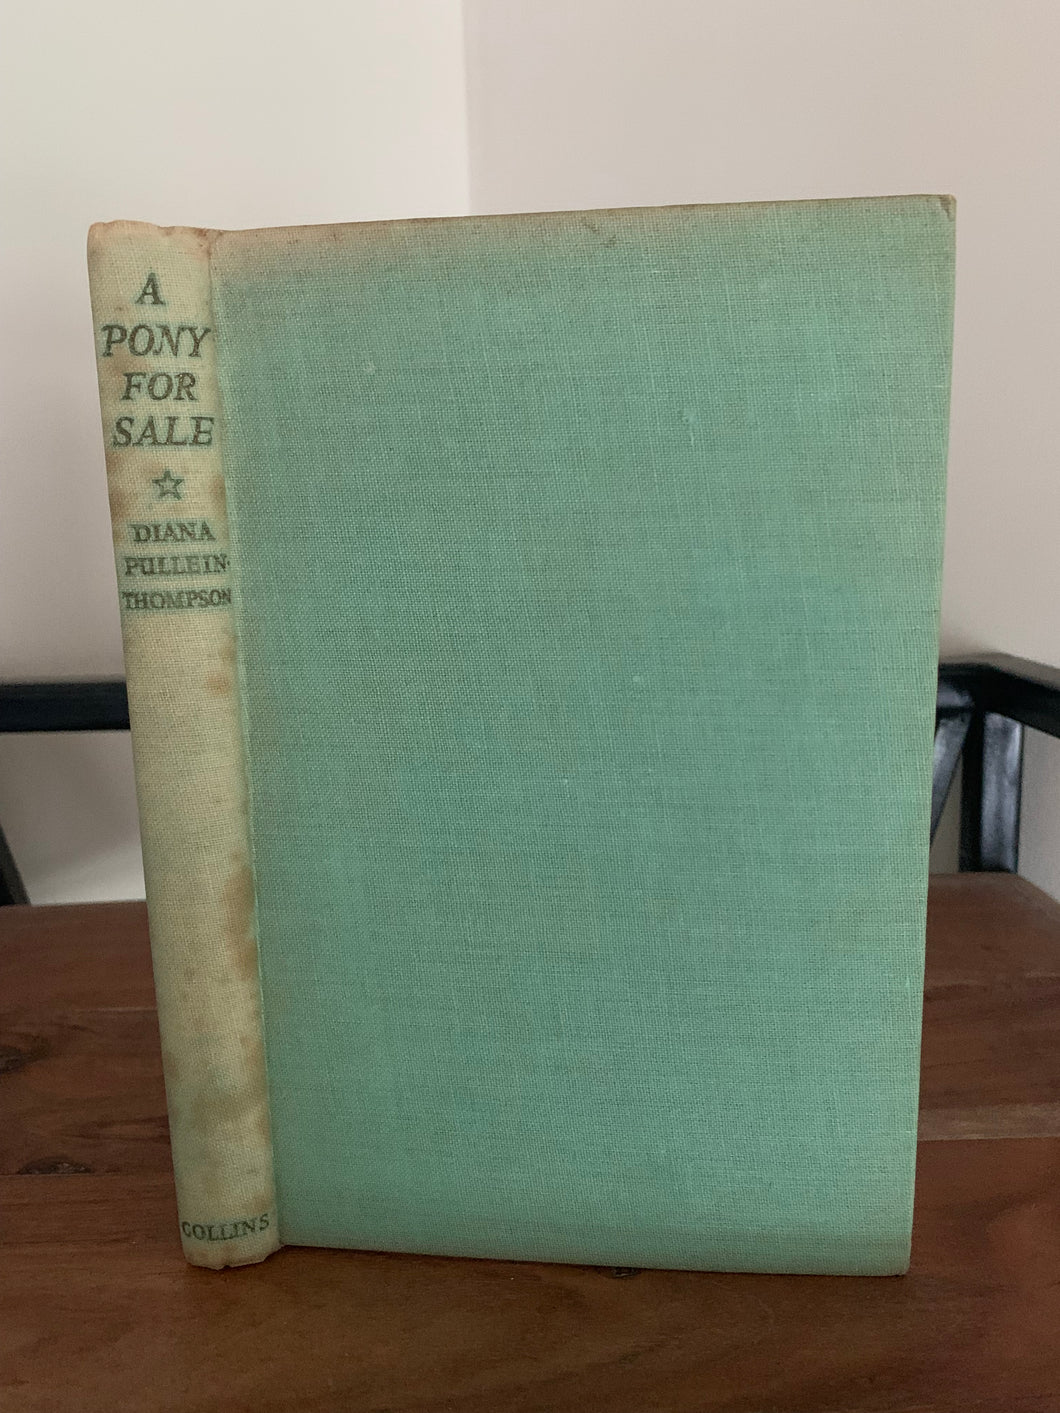 A
PONY
FOR
SALE
DIANA
PULLEIN-
THOMPSON
COLLINS